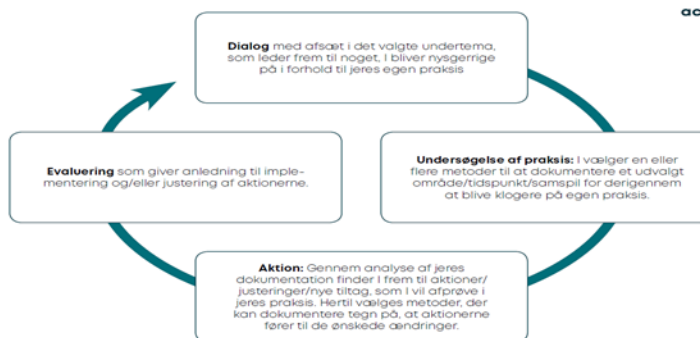 ac
Dialog med afsæt i det valgte undertema,
som leder frem til noget, I bliver nysgerrige
på i forhold til jeres egen praksis
Evaluering som giver anledning til imple-
mentering og/eller justering af aktionerne.
Undersøgelse af praksis: I vælger en eller
flere metoder til at dokumentere et udvalgt
område/tidspunkt/samspil for derigennem
at blive klogere på egen praksis.
Aktion: Gennem analyse af jeres
dokumentation finder I frem til aktioner/
justeringer/nye tiltag, som I vil afprøve i
jeres praksis. Hertil vælges metoder, der
kan dokumentere tegn på, at aktionerne
fører til de ønskede ændringer.